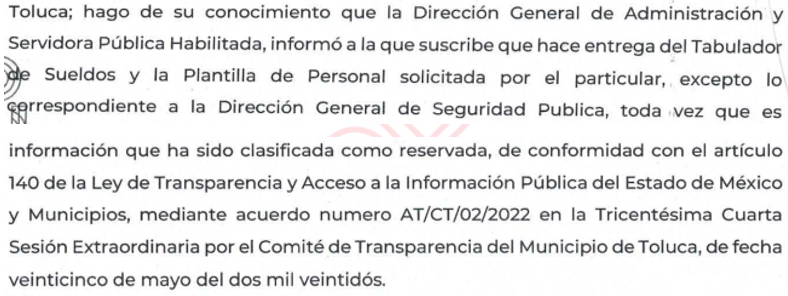 Toluca; hago de su conocimiento que la Dirección General de Administración y
Servidora Pública Habilitada, informó a la que suscribe que hace entrega del Tabulador
de Sueldos y la Plantilla de Personal solicitada por el particular, excepto lo
correspondiente a la Dirección General de Seguridad Publica, toda vez que es
información que ha sido clasificada como reservada, de conformidad con el artículo
140 de la Ley de Transparencia y Acceso a la Información Pública del Estado de México
y Municipios, mediante acuerdo numero AT/CT/02/2022 en la Tricentésima Cuarta
Sesión Extraordinaria por el Comité de Transparencia del Municipio de Toluca, de fecha
veinticinco de mayo del dos mil veintidós.